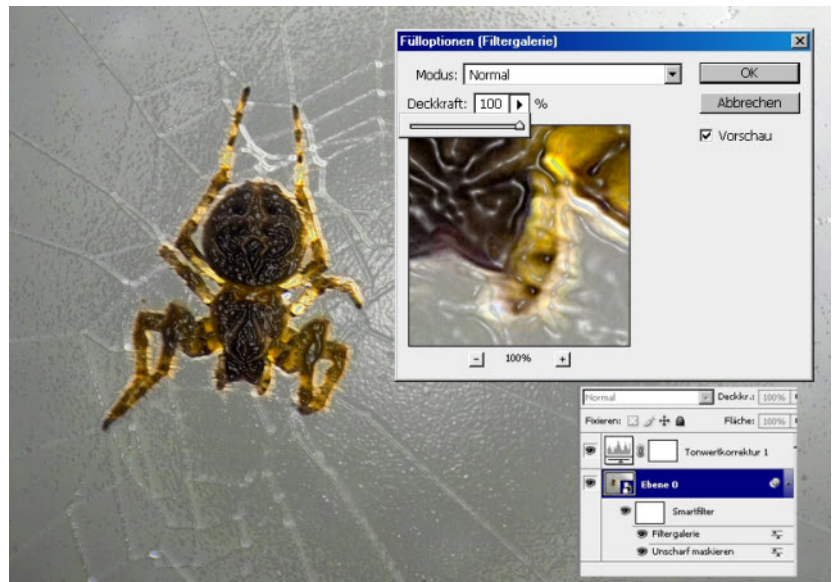 Fülloptionen (Filtergalerie)
Modus: Normal
OK
Deckkraft: 100 %
Abbrechen
Vorschau
100%
Normal Deckkr.: 100%
Fixieren: Fläche: 100%
Tonwertkorrektur 1
Ebene 0
Smartfilter
Filtergalerie
Unscharf maskieren